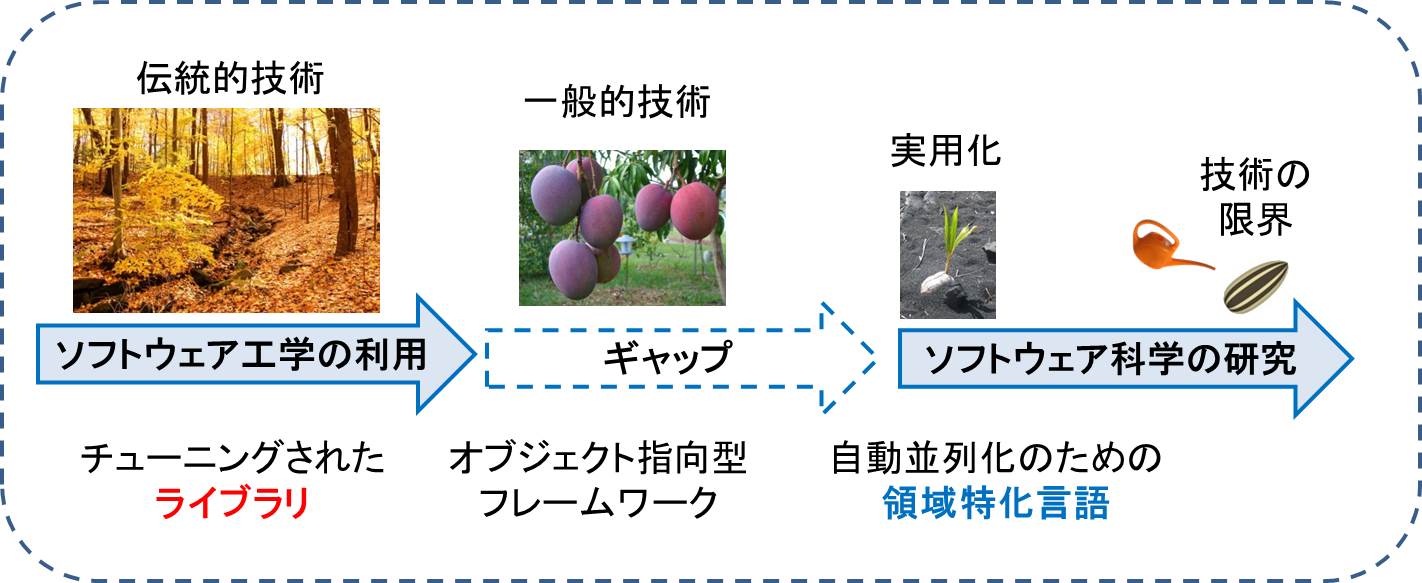 伝統的技術
一般的技術
実用化
技術の
限界
ソフトウェア工学の利用
ギャップ
ソフトウェア科学の研究
チューニングされた
ライブラリ
オブジェクト指向型
フレームワーク
自動並列化のための
領域特化言語